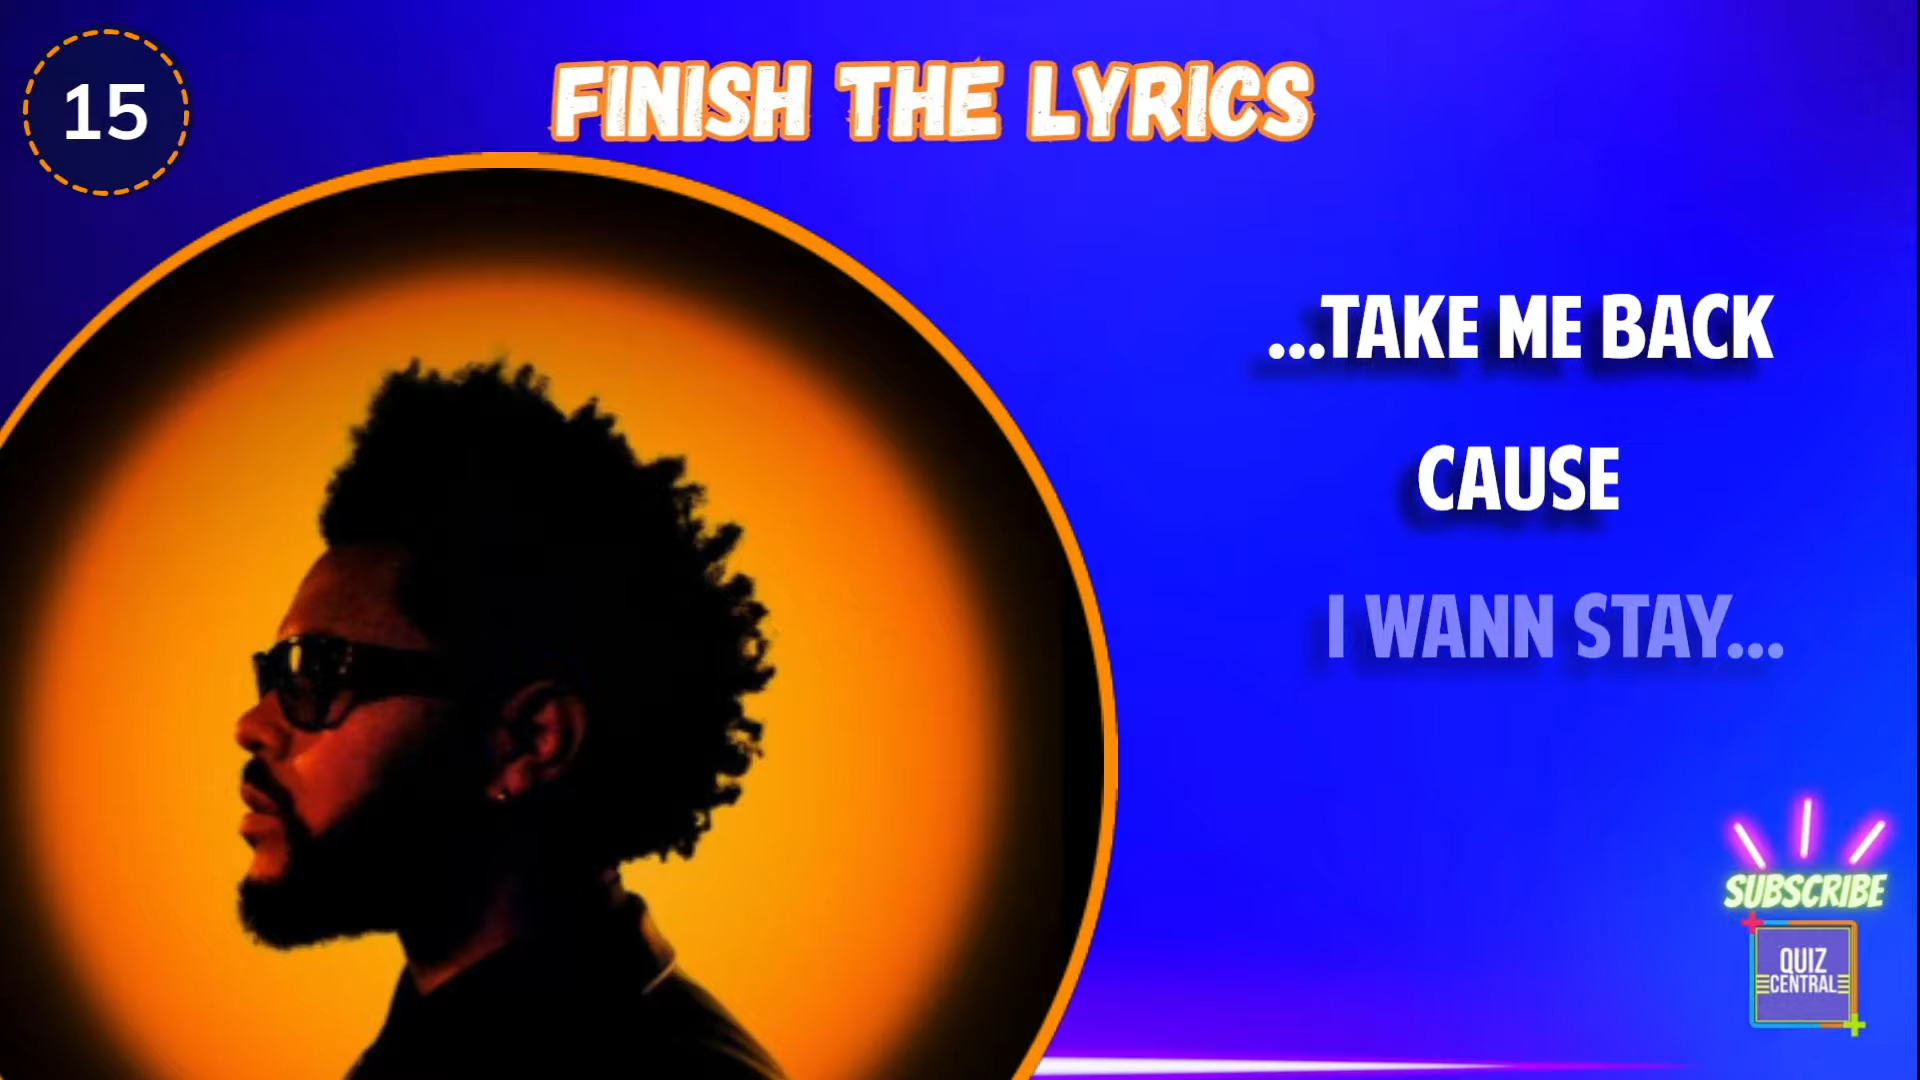 15
FINISH THE LYRICS
...TAKE ME BACK
CAUSE
I WANN STAY...
SUBSCRIBE
QUIZ
CENTRAL